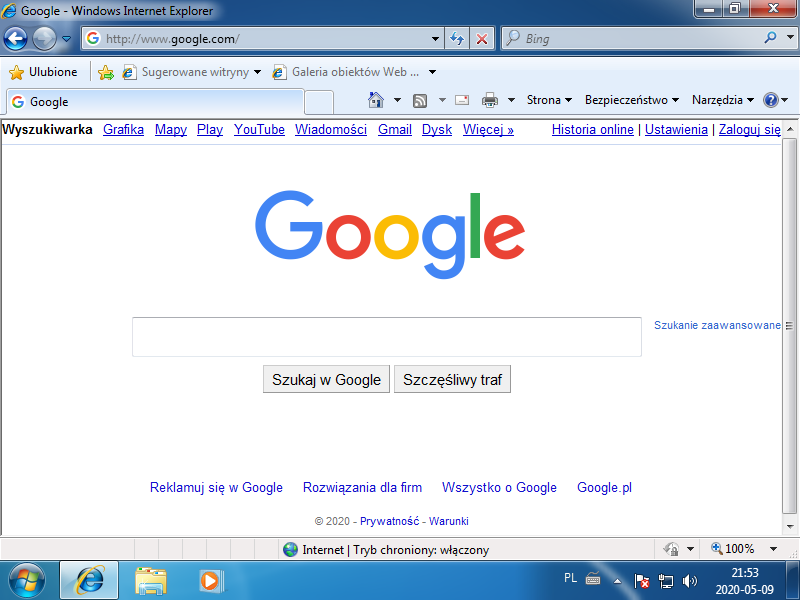 Google - Windows Internet Explorer
http://www.google.com/ Bing
Ulubione Sugerowane witryny Galeria obiektów Web ...
Google Strona Bezpieczeństwo Narzędzia
Wyszukiwarka Grafika Mapy Play YouTube Wiadomości Gmail Dysk Więcej » Historia online | Ustawienia | Zaloguj się
Google
Szukanie zaawansowane
Szukaj w Google Szczęśliwy traf
Reklamuj się w Google Rozwiązania dla firm Wszystko o Google Google.pl
© 2020 - Prywatność - Warunki
Internet | Tryb chroniony: włączony 100%
PL 21:53
2020-05-09